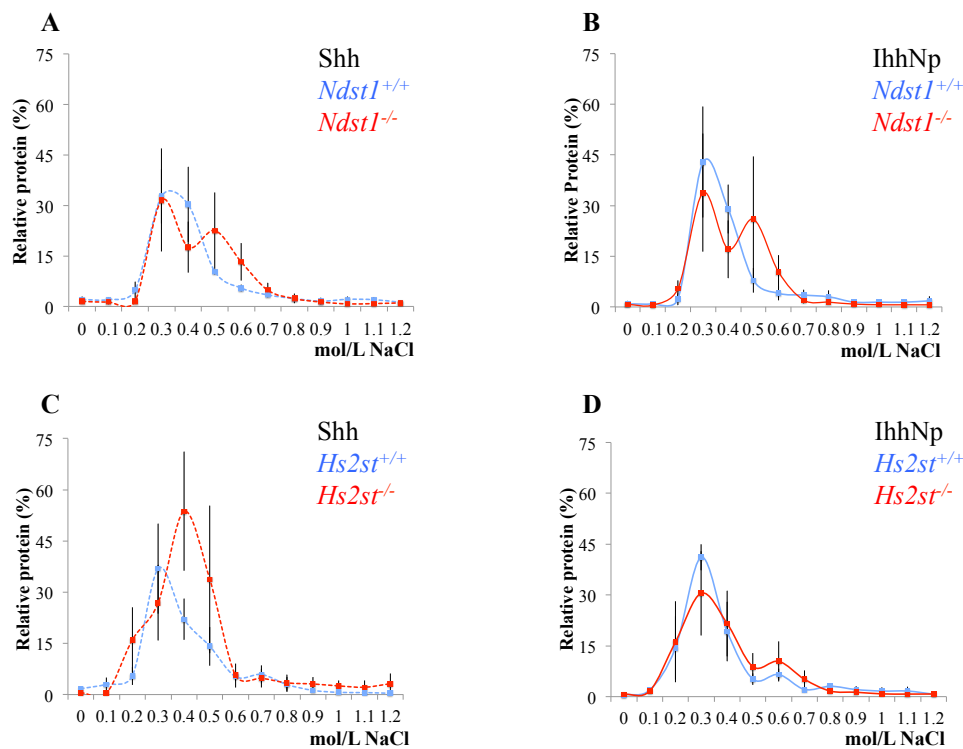 A
Shh
Ndst1+/+
Ndst1-/-
Relative protein (%)
75
60
45
30
15
0
0 0.1 0.2 0.3 0.4 0.5 0.6 0.7 0.8 0.9 1 1.1 1.2
mol/L NaCl
B
IhhNp
Ndst1+/+
Ndst1-/-
Relative Protein (%)
75
60
45
30
15
0
0 0.1 0.2 0.3 0.4 0.5 0.6 0.7 0.8 0.9 1 1.1 1.2
mol/L NaCl
C
Shh
Hs2st+/+
Hs2st-/-
Relative protein (%)
75
60
45
30
15
0
0 0.1 0.2 0.3 0.4 0.5 0.6 0.7 0.8 0.9 1 1.1 1.2
mol/L NaCl
D
IhhNp
Hs2st+/+
Hs2st-/-
Relative protein (%)
75
60
45
30
15
0
0 0.1 0.2 0.3 0.4 0.5 0.6 0.7 0.8 0.9 1 1.1 1.2
mol/L NaCl